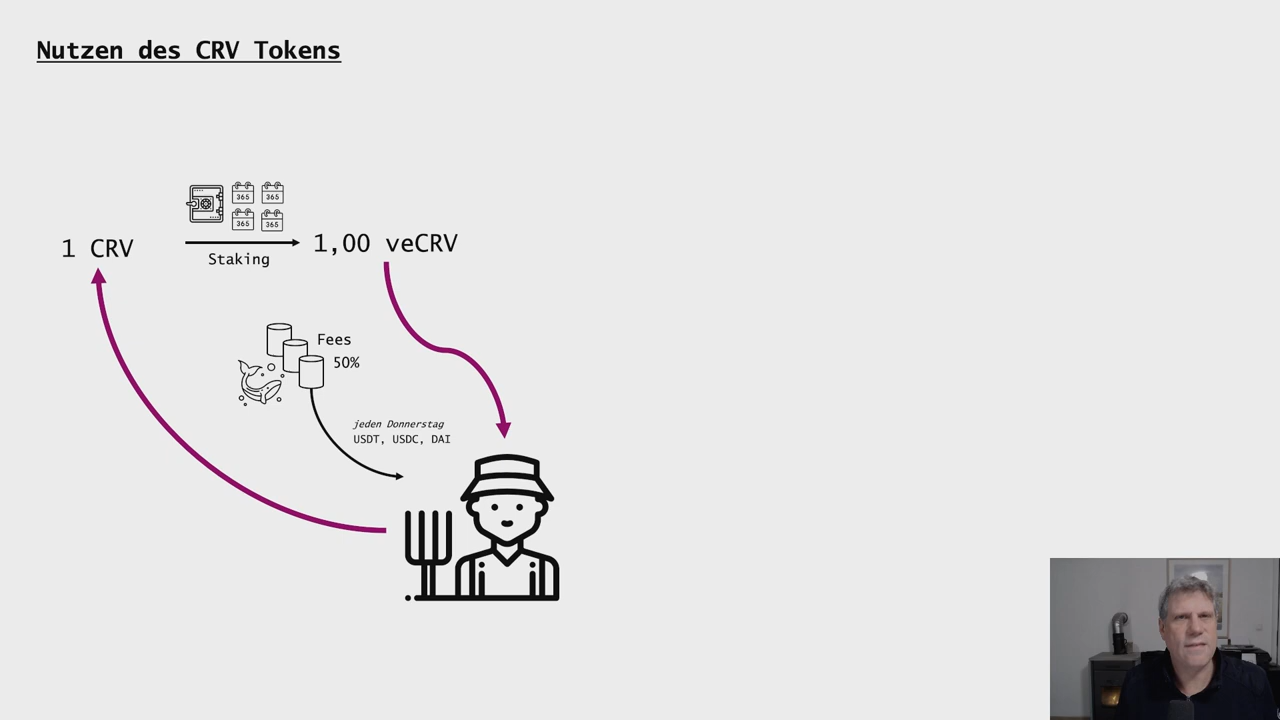 Nutzen des CRV Tokens
365 365
365 365
1 CRV
Staking
1,00 veCRV
Fees
50%
jeden Donnerstag
USDT, USDC, DAI